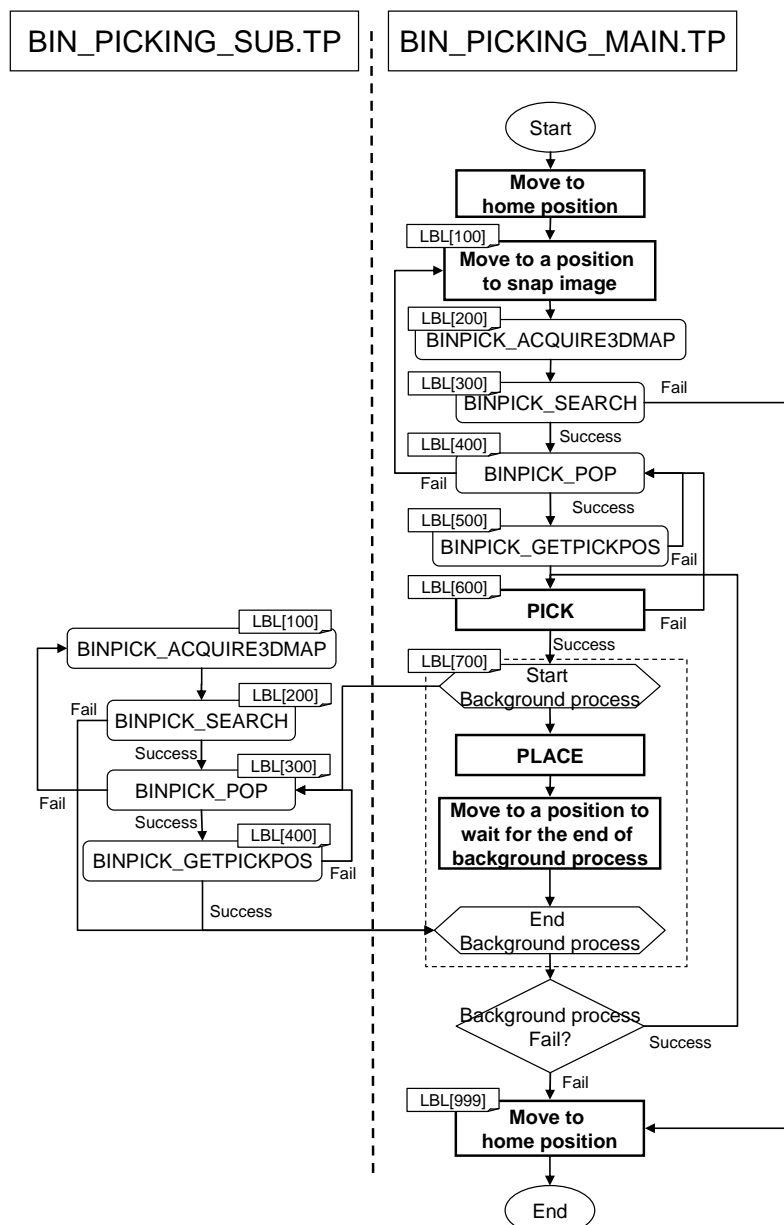 BIN_PICKING_SUB.TP
BIN_PICKING_MAIN.TP
Start
Move to
home position
LBL[100]
Move to a position
to snap image
LBL[200]
BINPICK_ACQUIRE3DMAP
LBL[300]
BINPICK_SEARCH
Fail
Success
LBL[400]
BINPICK_POP
Fail
Success
LBL[500]
BINPICK_GETPICKPOS
Fail
LBL[600]
PICK
Fail
Success
LBL[700]
Start
Background process
PLACE
Move to a position to
wait for the end of
background process
End
Background process
Background process
Fail?
Success
Fail
LBL[999]
Move to
home position
End
LBL[100]
BINPICK_ACQUIRE3DMAP
LBL[200]
Fail
BINPICK_SEARCH
Success
LBL[300]
BINPICK_POP
Fail
Success
LBL[400]
BINPICK_GETPICKPOS
Fail
Success